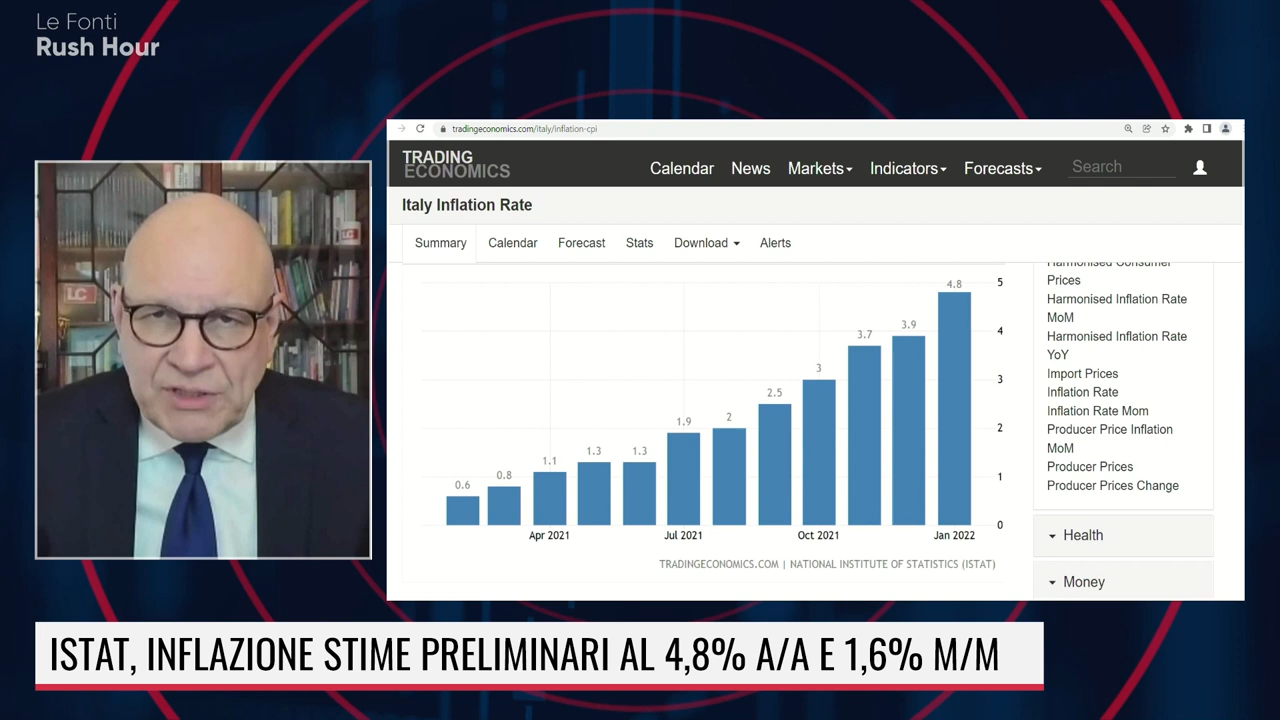 Le Fonti
Rush Hour
tradingeconomics.com/italy/inflation-cpi
TRADING
ECONOMICS
Calendar News Markets Indicators Forecasts Search
Italy Inflation Rate
Summary Calendar Forecast Stats Download Alerts
0.6
0.8
1.1
1.3
1.3
1.9
2
2.5
3
3.7
3.9
4.8
5
4
3
2
1
0
Apr 2021 Jul 2021 Oct 2021 Jan 2022
TRADINGECONOMICS.COM | NATIONAL INSTITUTE OF STATISTICS (ISTAT)
Harmonised Consumer
Prices
Harmonised Inflation Rate
MoM
Harmonised Inflation Rate
YoY
Import Prices
Inflation Rate
Inflation Rate Mom
Producer Price Inflation
MoM
Producer Prices
Producer Prices Change
Health
Money
LC
LC
ISTAT, INFLAZIONE STIME PRELIMINARI AL 4,8% A/A E 1,6% M/M